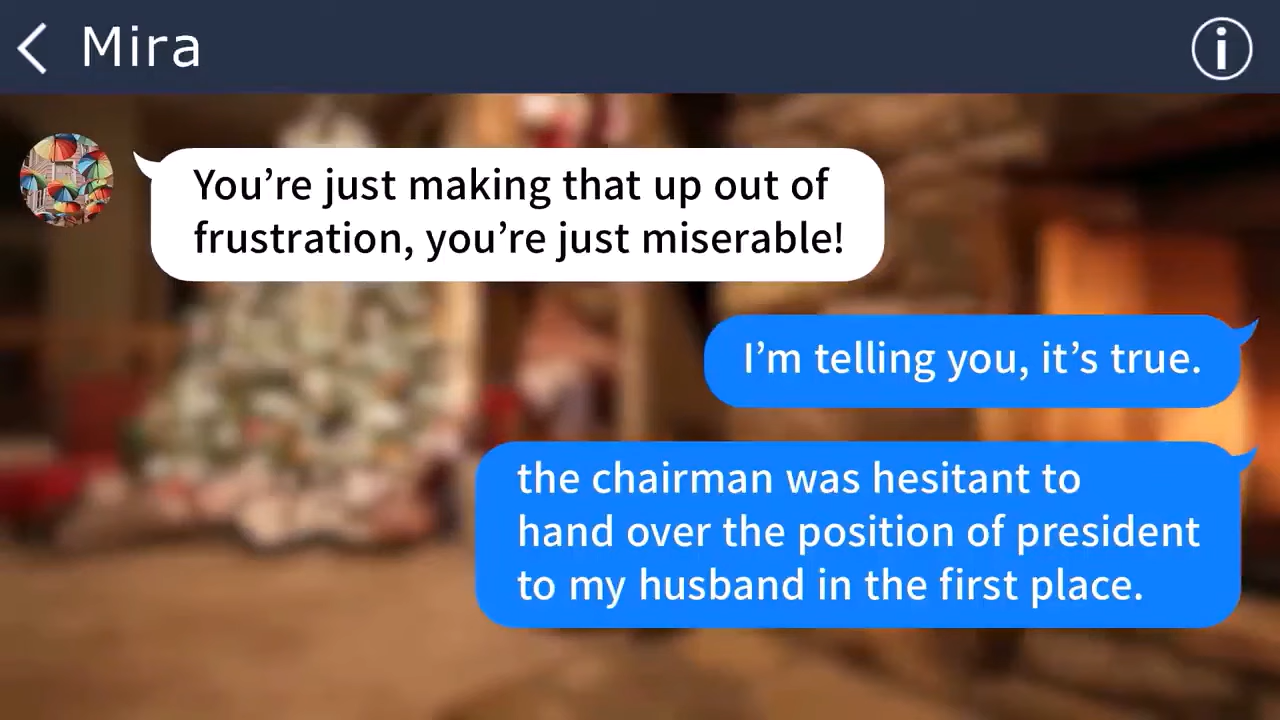 Mira
You’re just making that up out of
frustration, you’re just miserable!
I’m telling you, it’s true.
the chairman was hesitant to
hand over the position of president
to my husband in the first place.